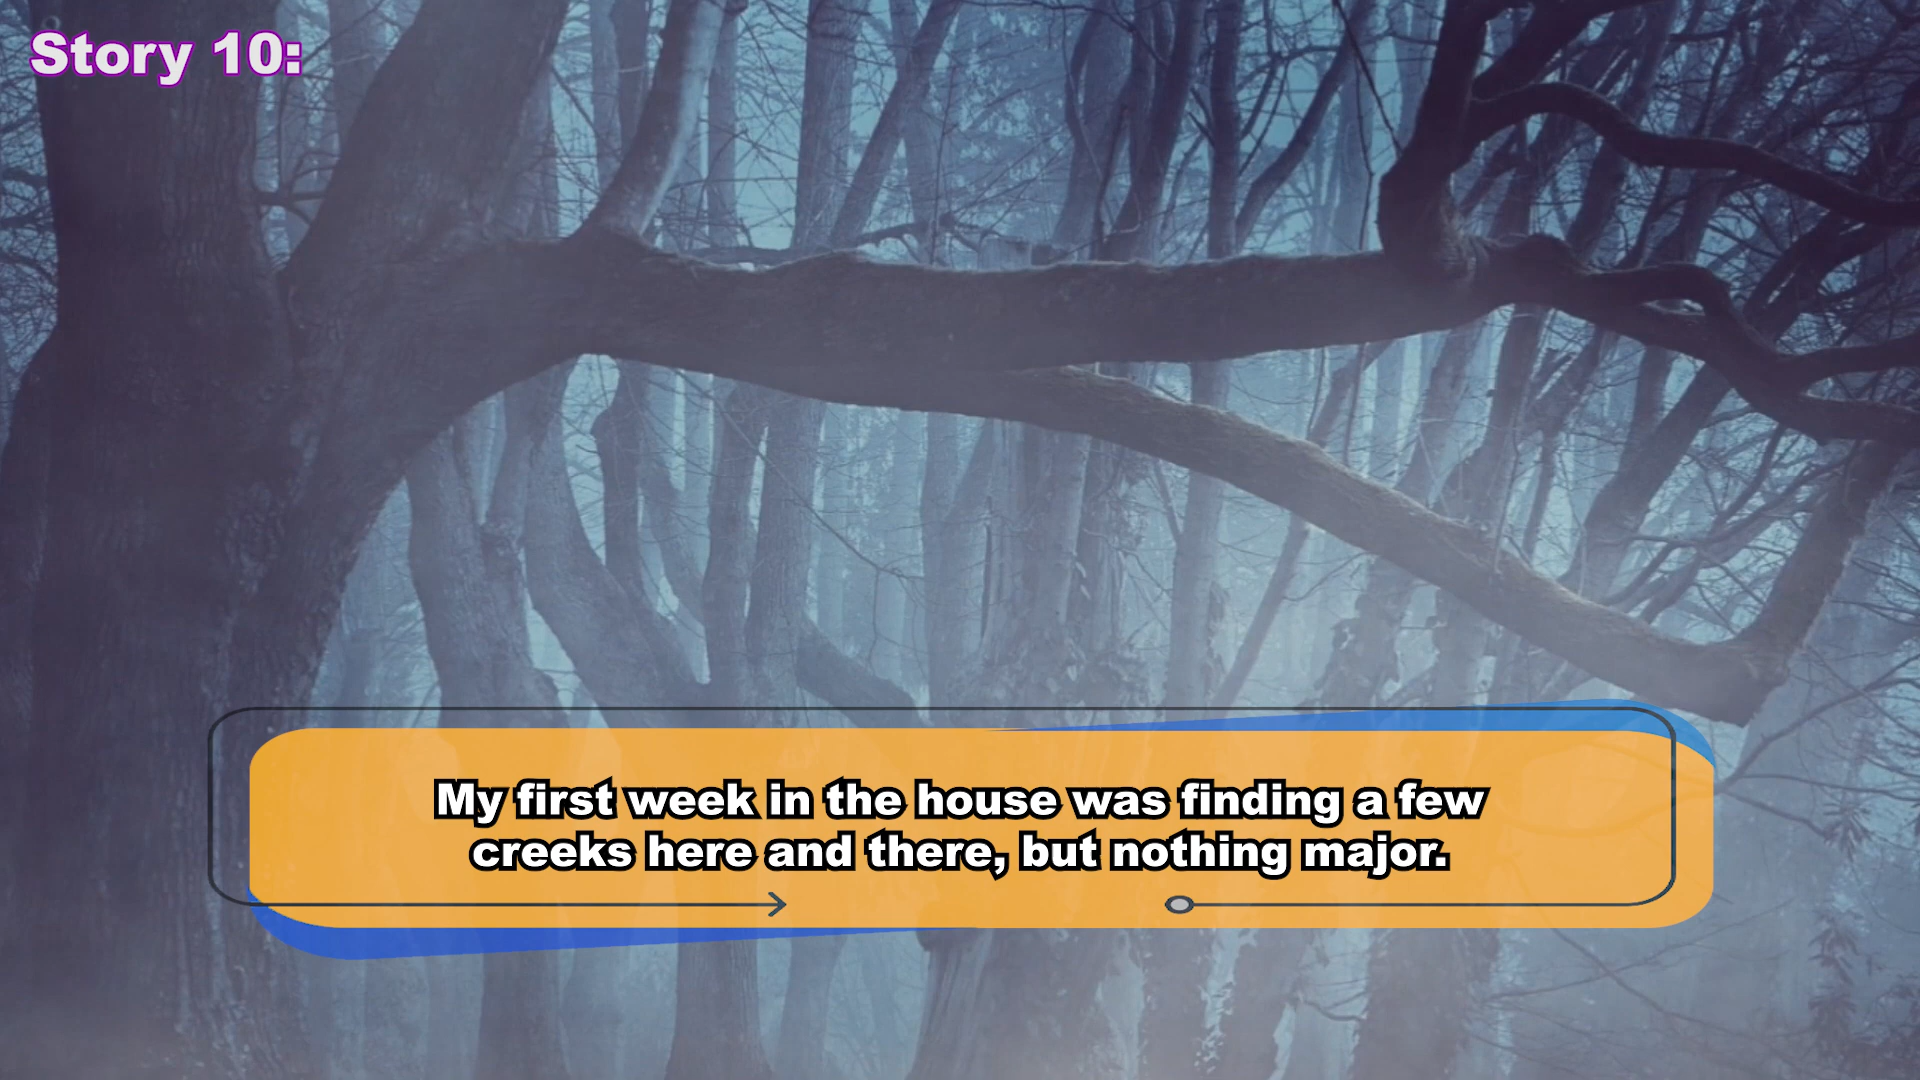 Story 10:
My first week in the house was finding a few
creeks here and there, but nothing major.